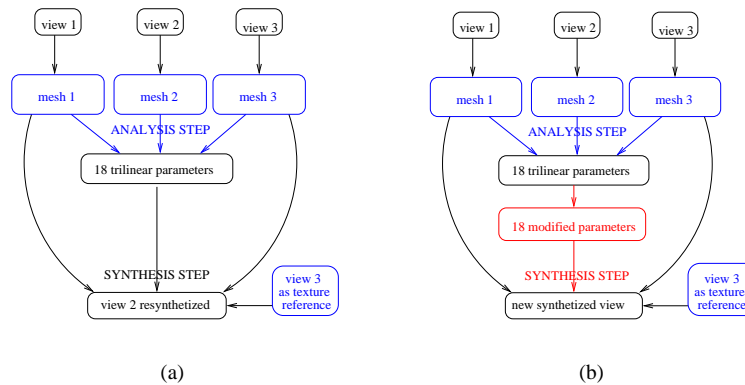 view 1
view 2
view 3
mesh 1
mesh 2
mesh 3
ANALYSIS STEP
18 trilinear parameters
SYNTHESIS STEP
view 2 resynthetized
view 3
as texture
reference
(a)
view 1
view 2
view 3
mesh 1
mesh 2
mesh 3
ANALYSIS STEP
18 trilinear parameters
18 modified parameters
SYNTHESIS STEP
new synthetized view
view 3
as texture
reference
(b)